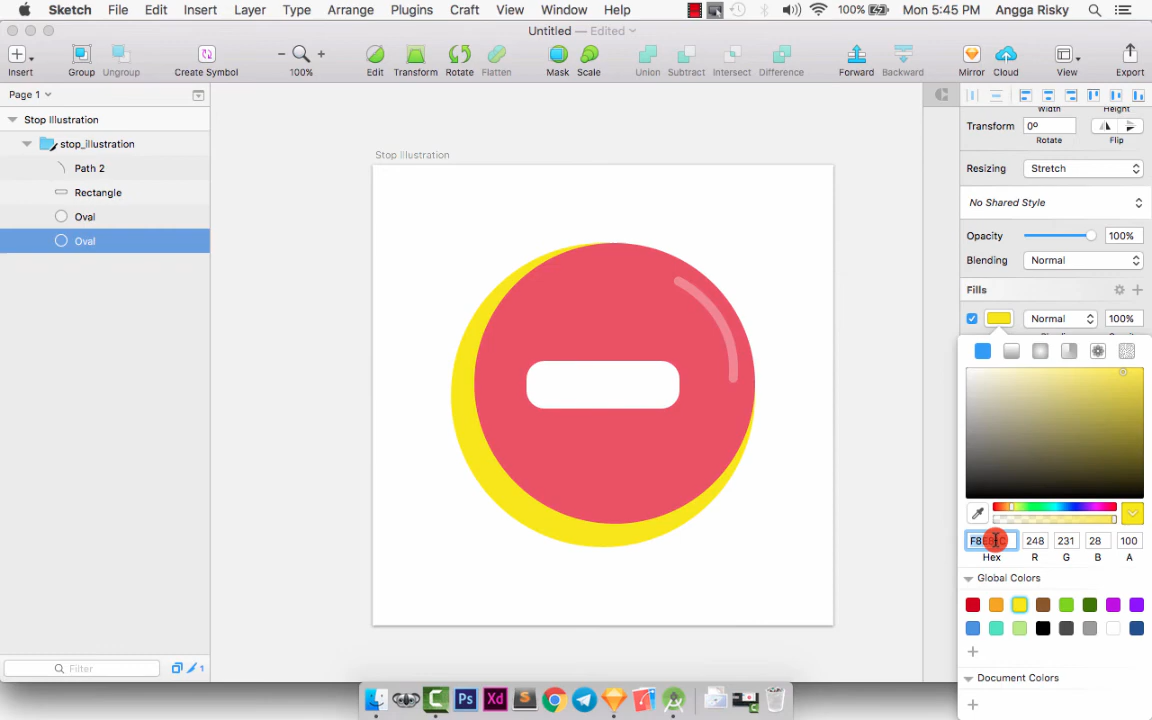 Sketch File Edit Insert Layer Type Arrange Plugins Craft View Window Help 100% Mon 5:45 PM Angga Risky
Untitled — Edited
Insert Group Ungroup Create Symbol 100% Edit Transform Rotate Flatten Mask Scale Union Subtract Intersect Difference Forward Backward Mirror Cloud View Export
Page 1
Width Height
Stop Illustration
Transform 0º
Rotate Flip
stop_illustration
Stop Illustration
Path 2
Resizing Stretch
Rectangle
No Shared Style
Oval
Opacity 100%
Oval
Blending Normal
Fills
Normal 100%
248 231 28 100
Hex R G B A
Global Colors
Filter 1
Document Colors
Ps Xd S